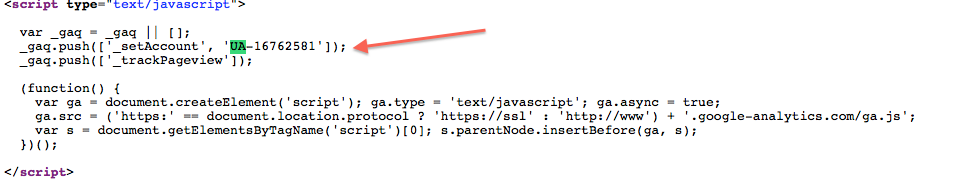 <script type="text/javascript">
var _gaq = _gaq || [];
_gaq.push(['_setAccount', 'UA-16762581']);
_gaq.push(['_trackPageview']);
(function() {
var ga = document.createElement('script'); ga.type = 'text/javascript'; ga.async = true;
ga.src = ('https:' == document.location.protocol ? 'https://ssl' : 'http://www') + '.google-analytics.com/ga.js';
var s = document.getElementsByTagName('script')[0]; s.parentNode.insertBefore(ga, s);
})();
</script>